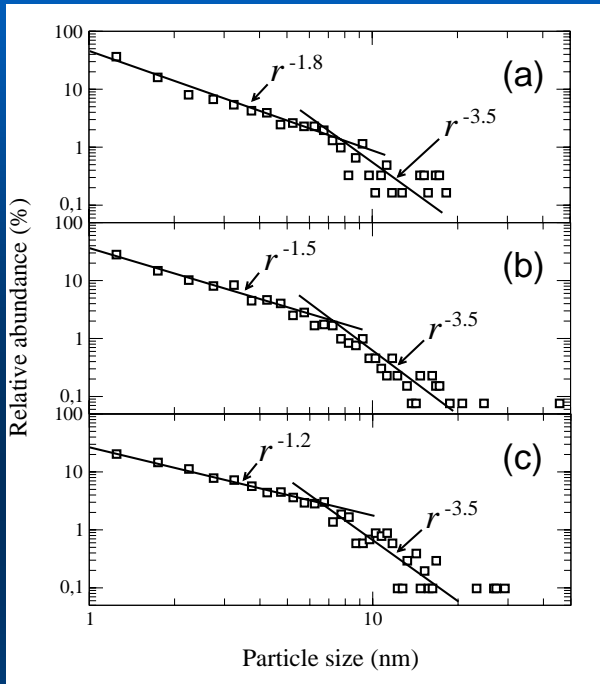 100
(a)
r^-1.8
10
r^-3.5
1
0,1
100
(b)
r^-1.5
10
r^-3.5
1
0,1
100
(c)
r^-1.2
10
r^-3.5
1
0,1
1
10
Relative abundance (%)
Particle size (nm)